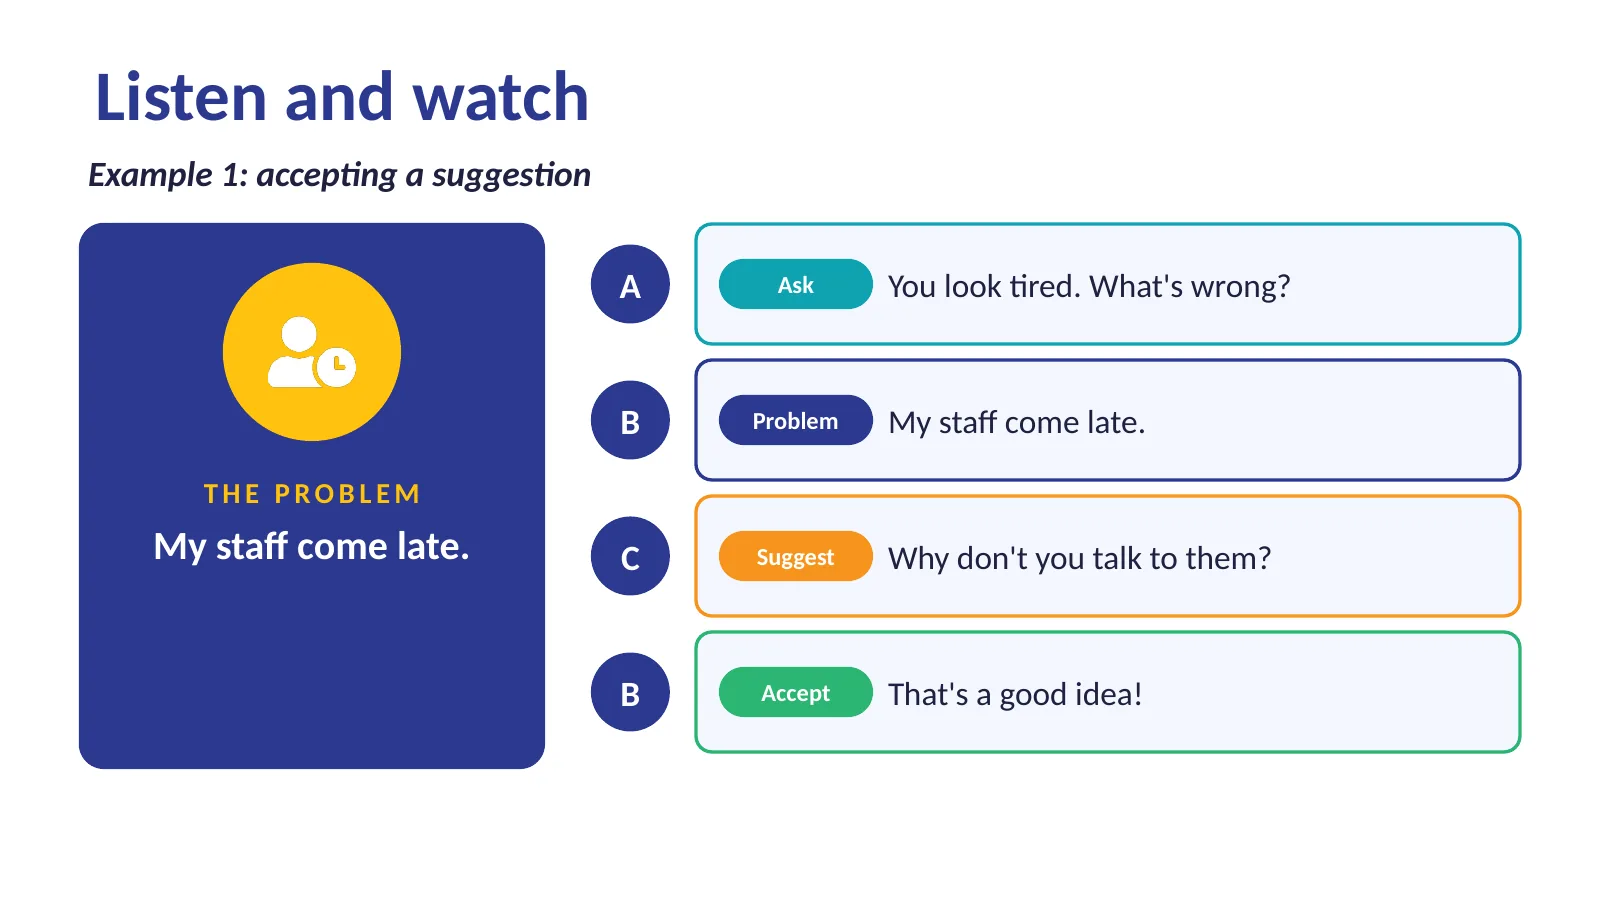 Listen and watch
Example 1: accepting a suggestion
THE PROBLEM
My staff come late.
A
Ask
You look tired. What's wrong?
B
Problem
My staff come late.
C
Suggest
Why don't you talk to them?
B
Accept
That's a good idea!